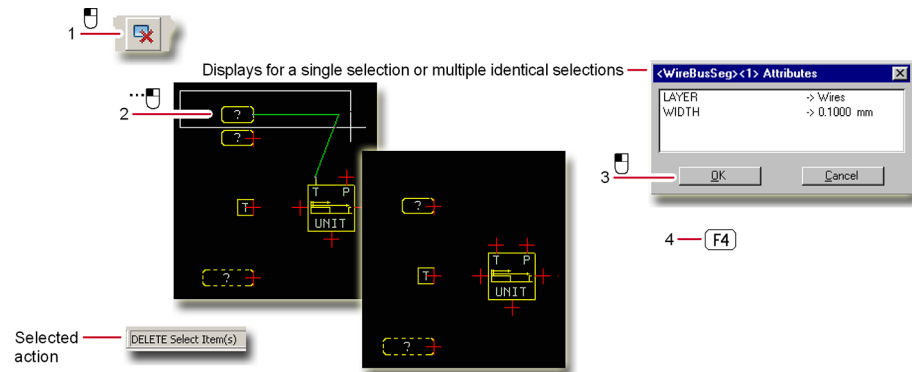 1
Displays for a single selection or multiple identical selections
<WireBusSeg><1> Attributes
LAYER -> Wires
WIDTH -> 0.1000 mm
OK Cancel
2
?
?
T P
T
UNIT
?
3
4 F4
?
T P
T
UNIT
?
Selected
action
DELETE Select Item(s)